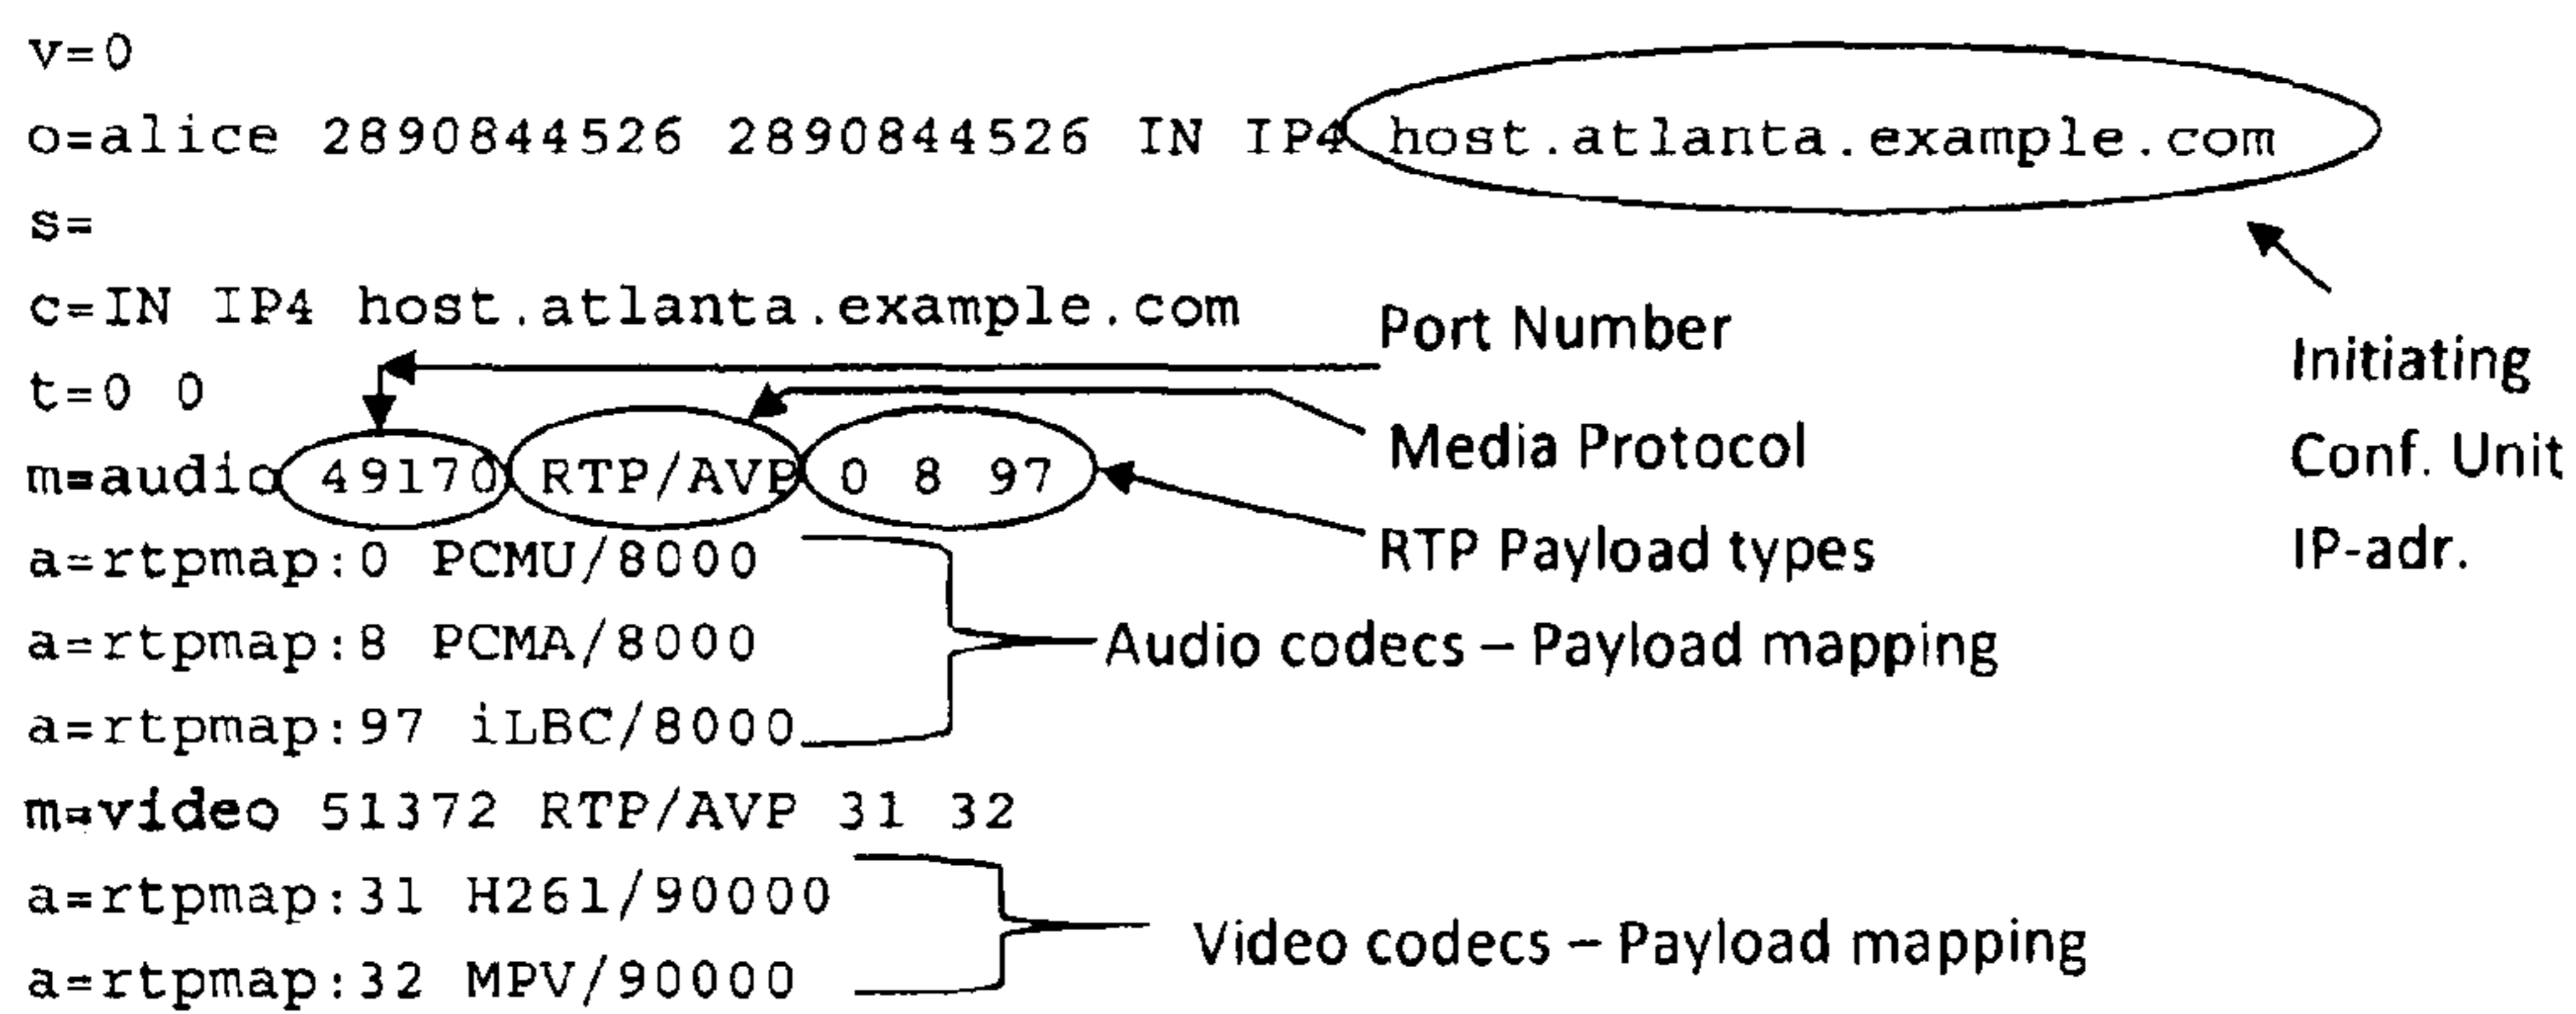 v=0
o=alice 2890844526 2890844526 IN IP4 host.atlanta.example.com
s=
c=IN IP4 host.atlanta.example.com
Port Number
Initiating
t=0 0
Media Protocol
Conf. Unit
m=audio 49170 RTP/AVP 0 8 97
RTP Payload types
IP-adr.
a=rtpmap:0 PCMU/8000
a=rtpmap:8 PCMA/8000
Audio codecs – Payload mapping
a=rtpmap:97 iLBC/8000
m=video 51372 RTP/AVP 31 32
a=rtpmap:31 H261/90000
Video codecs – Payload mapping
a=rtpmap:32 MPV/90000